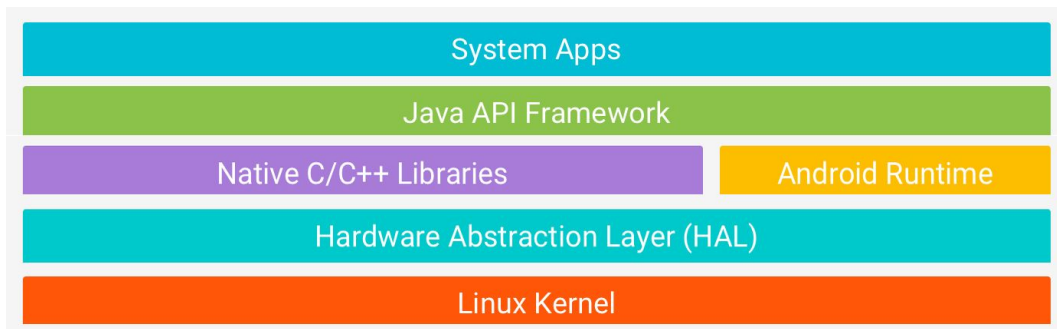 System Apps
Java API Framework
Native C/C++ Libraries
Android Runtime
Hardware Abstraction Layer (HAL)
Linux Kernel